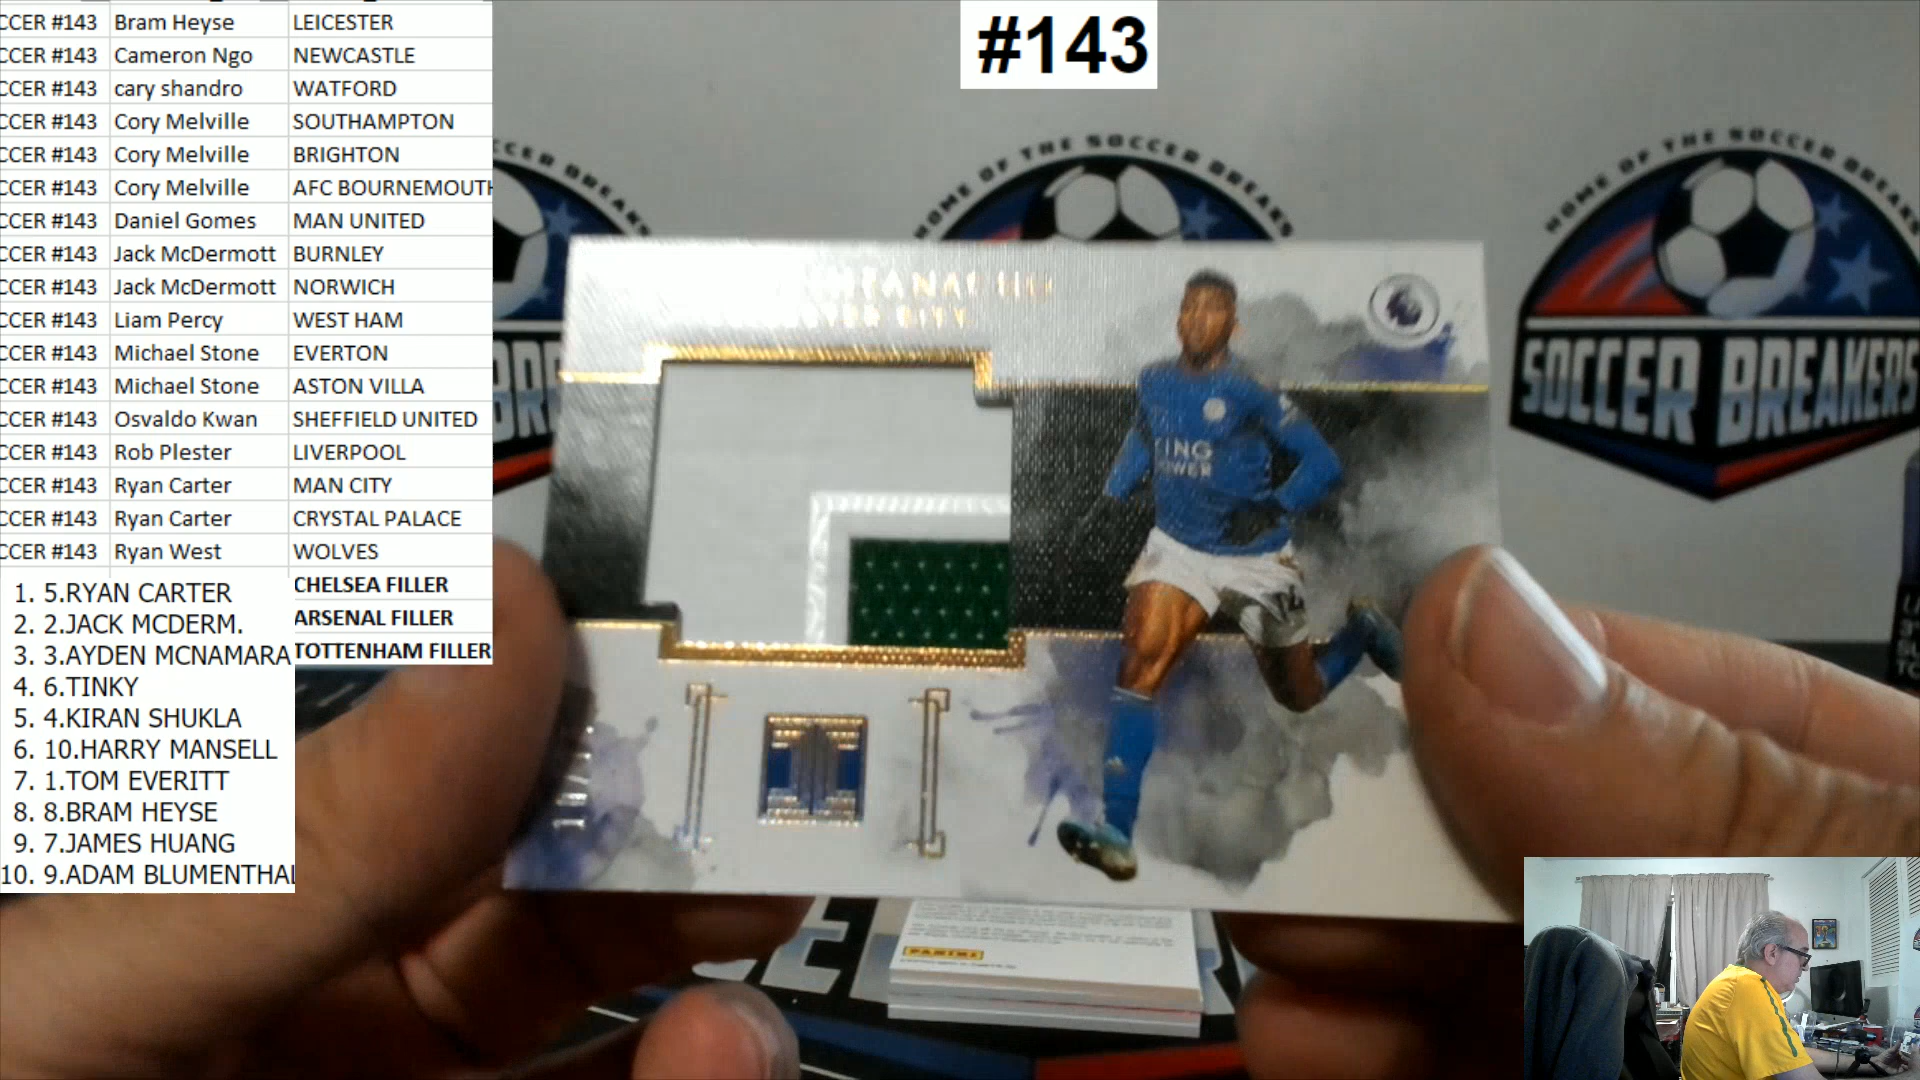 #143
CCER #143 Bram Heyse LEICESTER
CCER #143 Cameron Ngo NEWCASTLE
CCER #143 cary shandro WATFORD
CCER #143 Cory Melville SOUTHAMPTON
CCER #143 Cory Melville BRIGHTON
CCER #143 Cory Melville AFC BOURNEMOUTH
CCER #143 Daniel Gomes MAN UNITED
CCER #143 Jack McDermott BURNLEY
CCER #143 Jack McDermott NORWICH
CCER #143 Liam Percy WEST HAM
CCER #143 Michael Stone EVERTON
CCER #143 Michael Stone ASTON VILLA
CCER #143 Osvaldo Kwan SHEFFIELD UNITED
CCER #143 Rob Plester LIVERPOOL
CCER #143 Ryan Carter MAN CITY
CCER #143 Ryan Carter CRYSTAL PALACE
CCER #143 Ryan West WOLVES
CHELSEA FILLER
ARSENAL FILLER
TOTTENHAM FILLER
1. 5.RYAN CARTER
2. 2.JACK MCDERM.
3. 3.AYDEN MCNAMARA
4. 6.TINKY
5. 4.KIRAN SHUKLA
6. 10.HARRY MANSELL
7. 1.TOM EVERITT
8. 8.BRAM HEYSE
9. 7.JAMES HUANG
10. 9.ADAM BLUMENTHAL
HOME OF THE SOCCER BREAKS
HOME OF THE SOCCER BREAKS
SOCCER BREAKERS
KING
POWER
PANINI